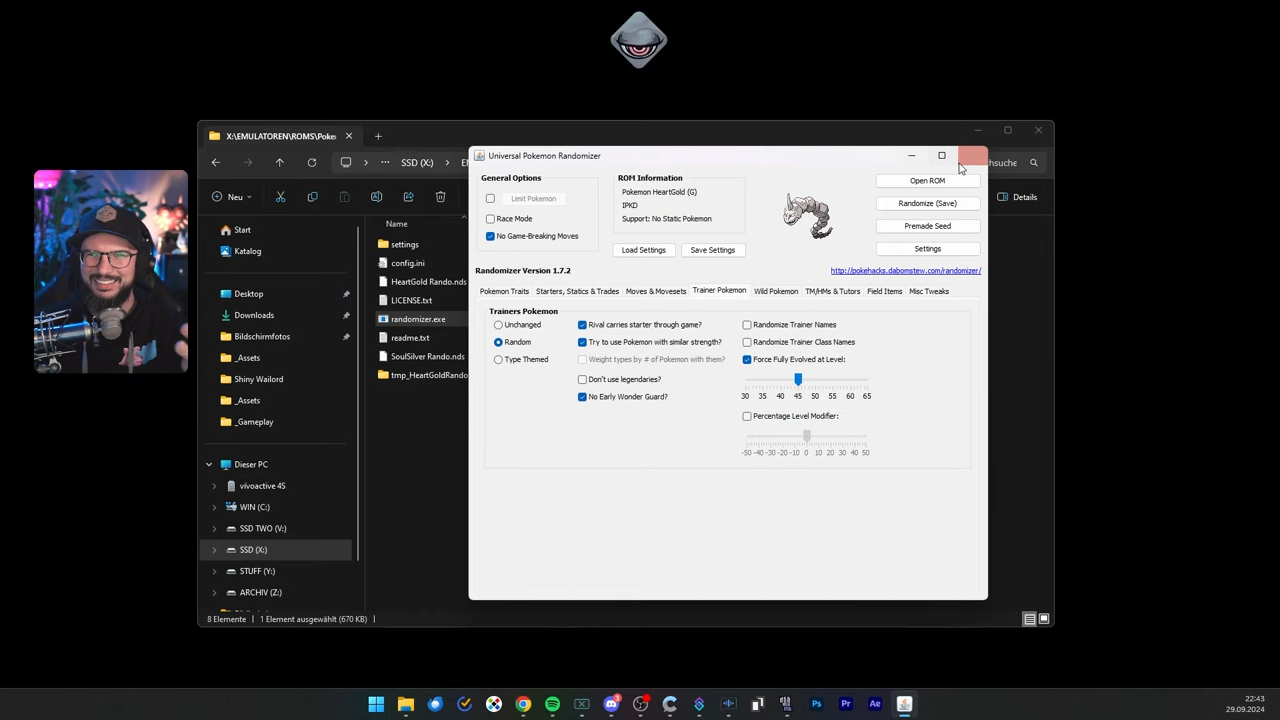 X:\EMULATOREN\ROMS\Poke
SSD (X:)
Neu
Details
Start
Katalog
Desktop
Downloads
Bildschirmfotos
_Assets
Shiny Wailord
_Assets
_Gameplay
Dieser PC
vívoactive 4S
WIN (C:)
SSD TWO (V:)
SSD (X:)
STUFF (Y:)
ARCHIV (Z:)
Name
settings
config.ini
HeartGold Rando.nds
LICENSE.txt
randomizer.exe
readme.txt
SoulSilver Rando.nds
tmp_HeartGoldRando
8 Elemente
1 Element ausgewählt (670 KB)
Universal Pokemon Randomizer
General Options
Limit Pokemon
Race Mode
No Game-Breaking Moves
ROM Information
Pokemon HeartGold (G)
IPKD
Support: No Static Pokemon
Load Settings
Save Settings
Open ROM
Randomize (Save)
Premade Seed
Settings
Randomizer Version 1.7.2
http://pokehacks.dabomstew.com/randomizer/
Pokemon Traits
Starters, Statics & Trades
Moves & Movesets
Trainer Pokemon
Wild Pokemon
TM/HMs & Tutors
Field Items
Misc Tweaks
Trainers Pokemon
Unchanged
Random
Type Themed
Rival carries starter through game?
Try to use Pokemon with similar strength?
Weight types by # of Pokemon with them?
Don't use legendaries?
No Early Wonder Guard?
Randomize Trainer Names
Randomize Trainer Class Names
Force Fully Evolved at Level:
30 35 40 45 50 55 60 65
Percentage Level Modifier:
-50 -40 -30 -20 -10 0 10 20 30 40 50
3
Ps
Pr
Ae
22:43
29.09.2024